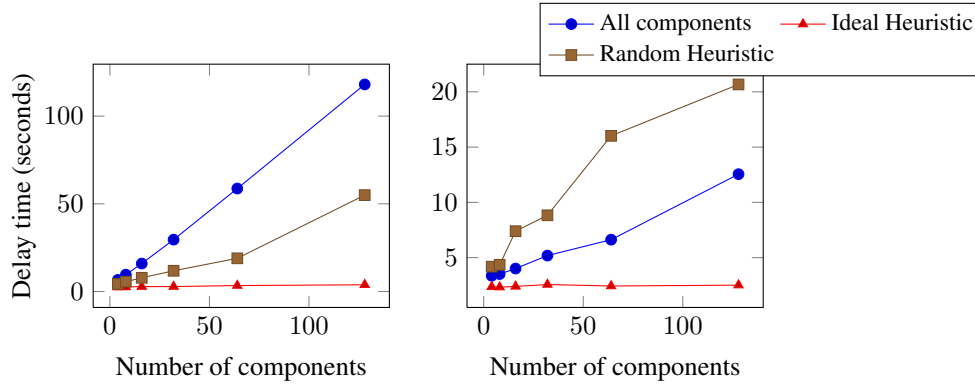 All components
Ideal Heuristic
Random Heuristic
Delay time (seconds)
100
50
0
0
50
100
Number of components
20
15
10
5
0
50
100
Number of components